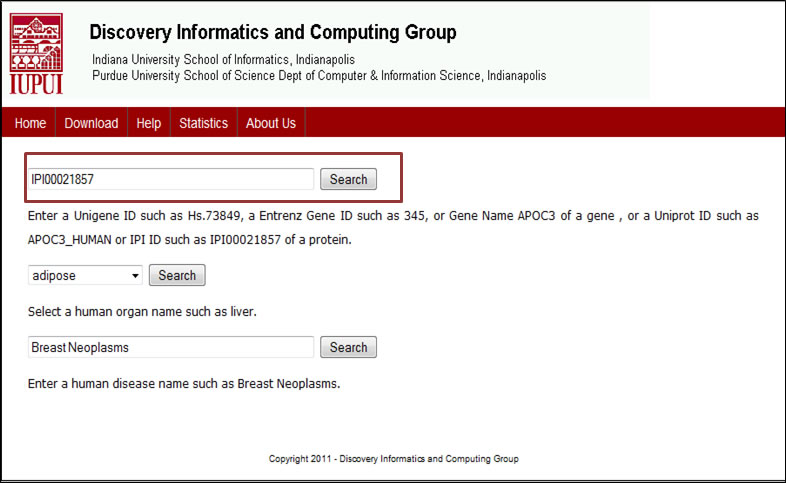 IUPUI
Discovery Informatics and Computing Group
Indiana University School of Informatics, Indianapolis
Purdue University School of Science Dept of Computer & Information Science, Indianapolis
Home Download Help Statistics About Us
IPI00021857 Search
Enter a Unigene ID such as Hs.73849, a Entrenz Gene ID such as 345, or Gene Name APOC3 of a gene , or a Uniprot ID such as
APOC3_HUMAN or IPI ID such as IPI00021857 of a protein.
adipose Search
Select a human organ name such as liver.
Breast Neoplasms Search
Enter a human disease name such as Breast Neoplasms.
Copyright 2011 - Discovery Informatics and Computing Group